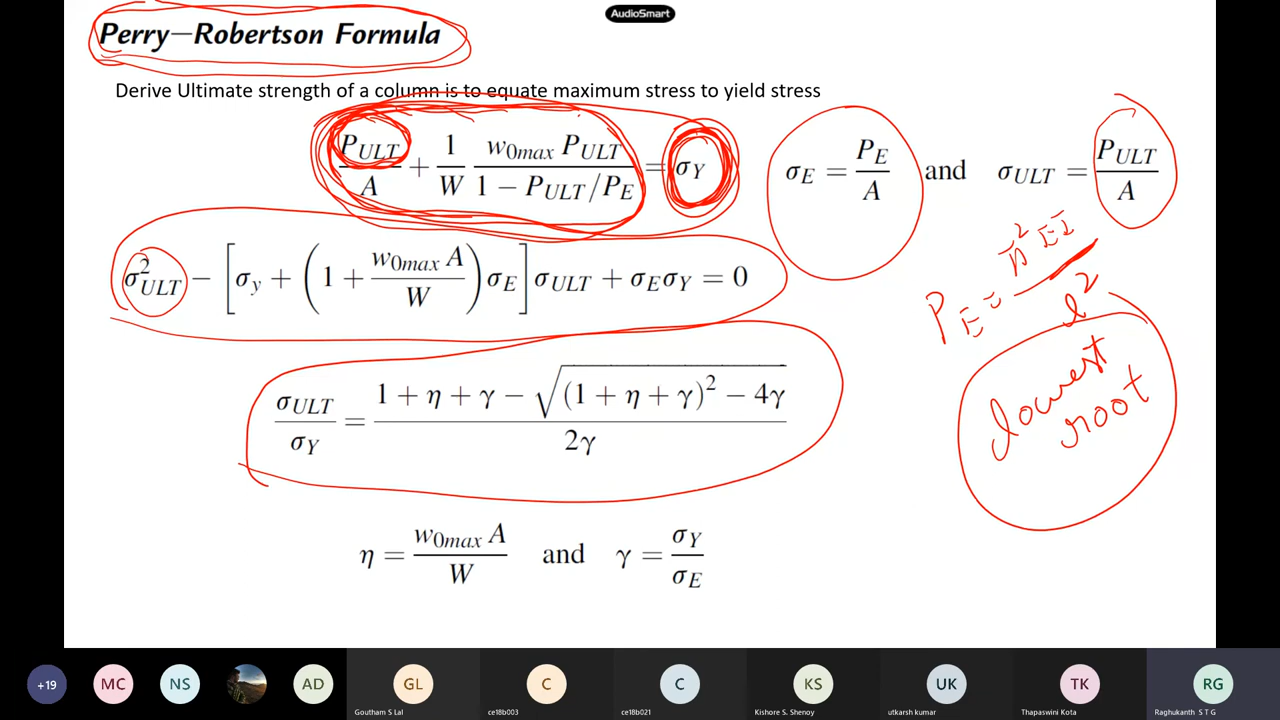 AudioSmart
Perry—Robertson Formula
Derive Ultimate strength of a column is to equate maximum stress to yield stress
P_ULT/A + 1/W w_0max P_ULT/(1 − P_ULT/P_E) = σ_Y
σ_E = P_E/A and σ_ULT = P_ULT/A
P_E = π² EI/l²
σ²_ULT − [σ_y + (1 + w_0max A/W) σ_E] σ_ULT + σ_E σ_Y = 0
lowest
root
σ_ULT/σ_Y = (1 + η + γ − √((1 + η + γ)² − 4γ))/2γ
η = w_0max A/W and γ = σ_Y/σ_E
+19 MC NS AD GL C C KS UK TK RG
Goutham S Lal ce18b003 ce18b021 Kishore S. Shenoy utkarsh kumar Thapaswini Kota Raghukanth S T G